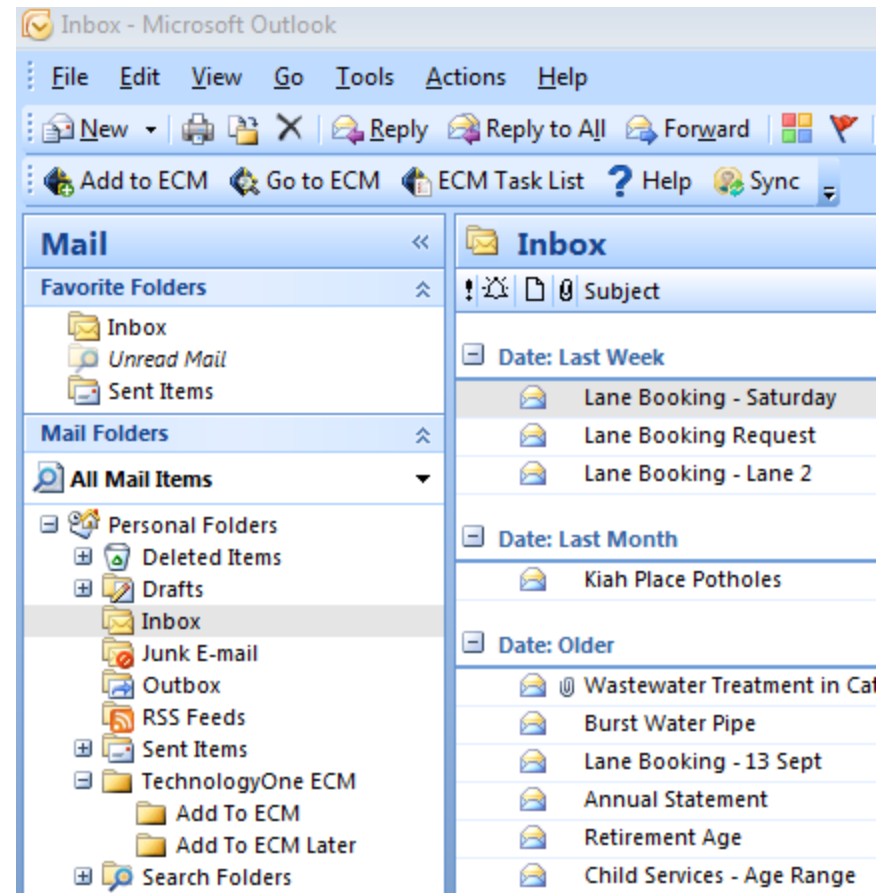 Inbox - Microsoft Outlook
File Edit View Go Tools Actions Help
New Reply Reply to All Forward
Add to ECM Go to ECM ECM Task List ? Help Sync
Mail «
Favorite Folders
Inbox
Unread Mail
Sent Items
Mail Folders
All Mail Items
Personal Folders
Deleted Items
Drafts
Inbox
Junk E-mail
Outbox
RSS Feeds
Sent Items
TechnologyOne ECM
Add To ECM
Add To ECM Later
Search Folders
Inbox
! Subject
Date: Last Week
Lane Booking - Saturday
Lane Booking Request
Lane Booking - Lane 2
Date: Last Month
Kiah Place Potholes
Date: Older
Wastewater Treatment in Cat
Burst Water Pipe
Lane Booking - 13 Sept
Annual Statement
Retirement Age
Child Services - Age Range